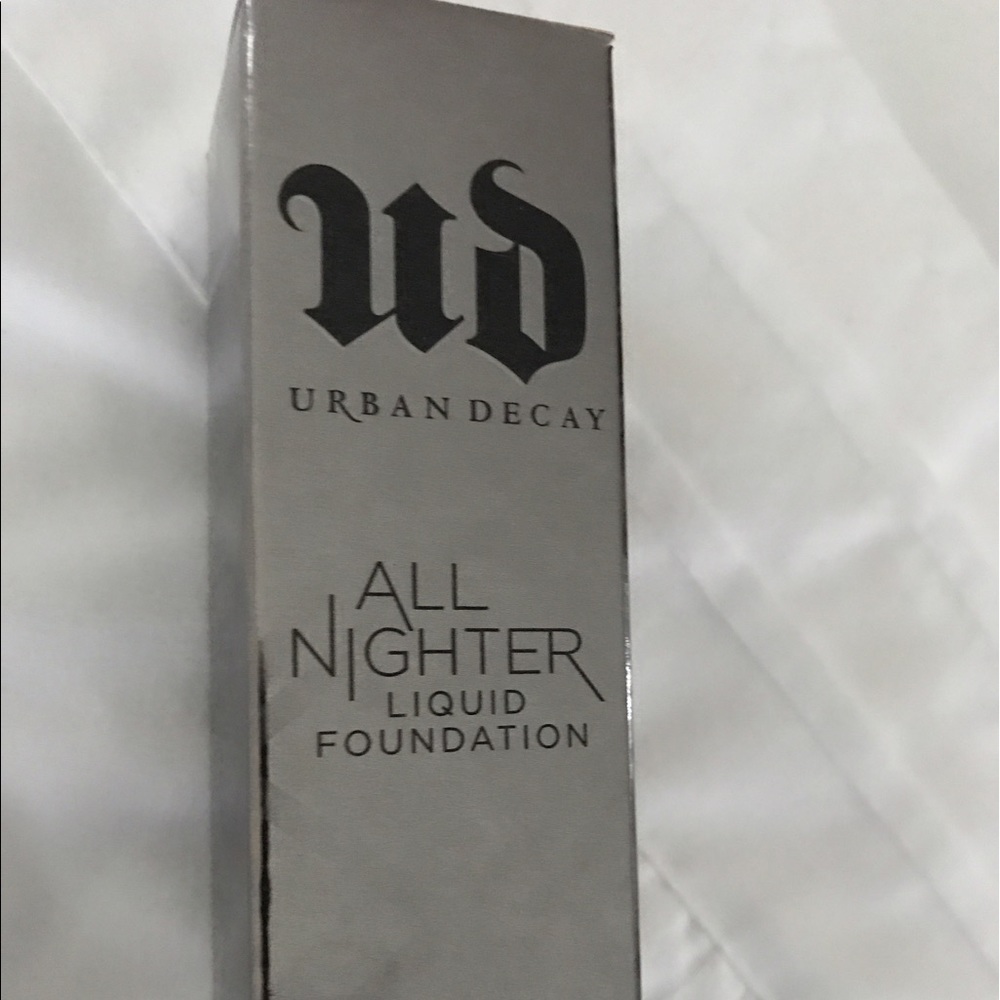 ud
URBAN DECAY
ALL
NIGHTER
LIQUID
FOUNDATION